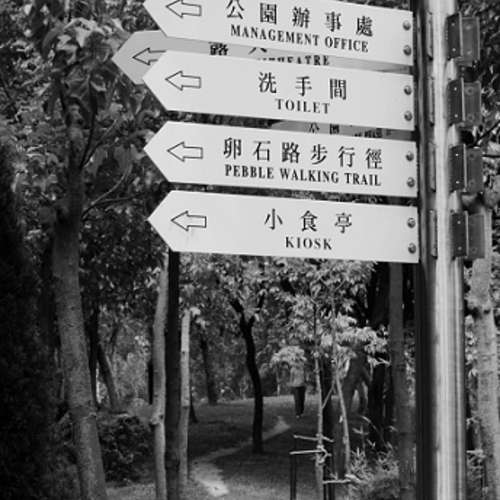 公園辦事處
MANAGEMENT OFFICE
洗手間
TOILET
卵石路步行徑
PEBBLE WALKING TRAIL
小食亭
KIOSK